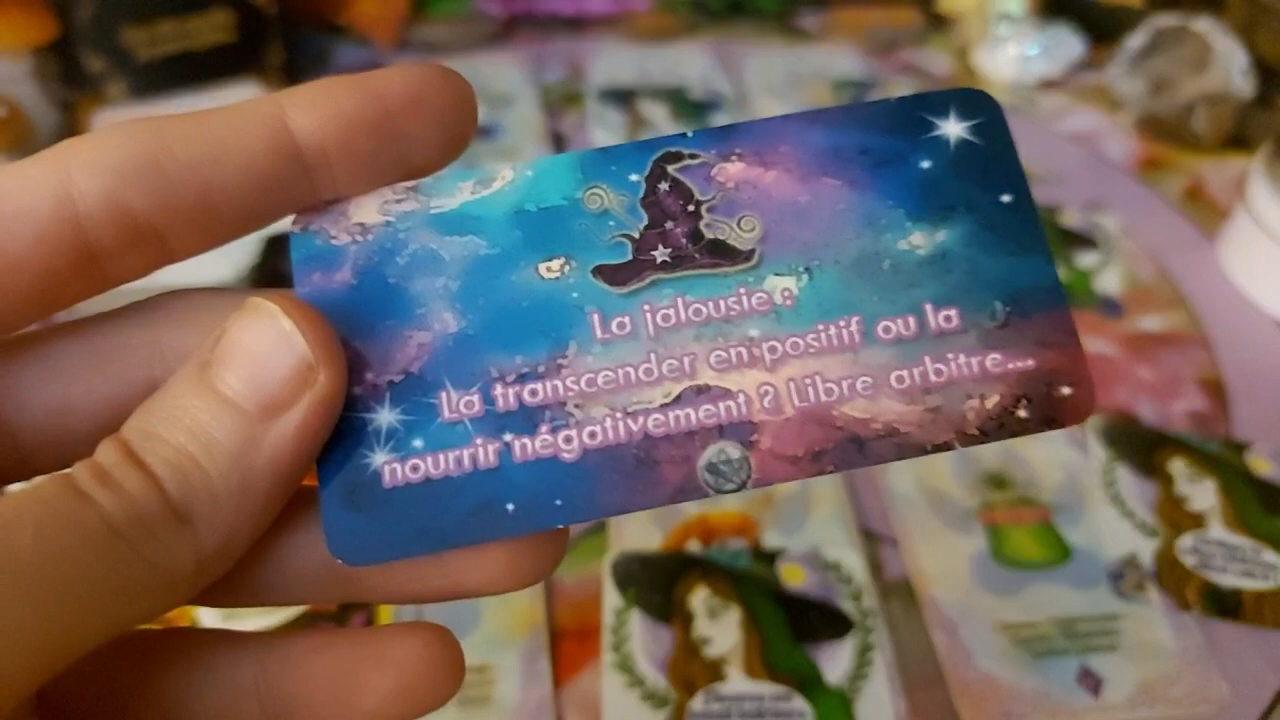 La jalousie :
La transcender en positif ou la
nourrir négativement ? Libre arbitre...